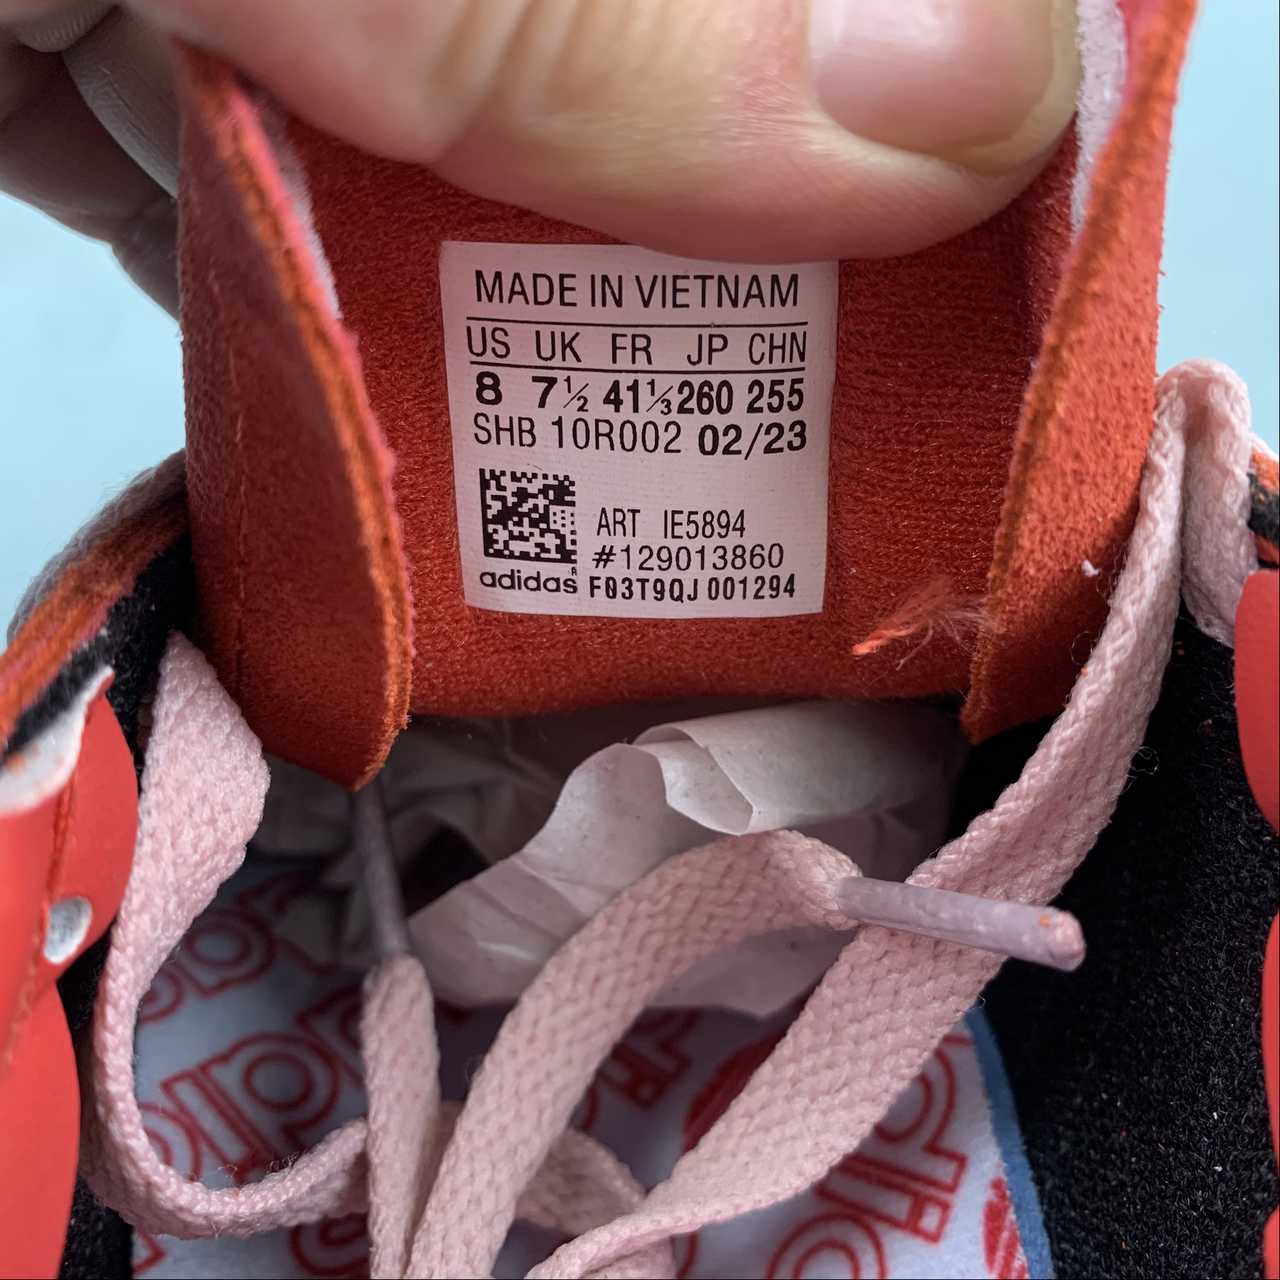 MADE IN VIETNAM
US UK FR JP CHN
8 7½ 41⅓ 260 255
SHB 10R002 02/23
ART IE5894
#129013860
adidas F03T9QJ 001294